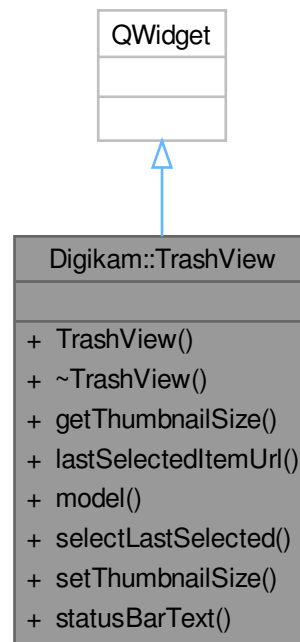 QWidget
Digikam::TrashView
+ TrashView()
+ ~TrashView()
+ getThumbnailSize()
+ lastSelectedItemUrl()
+ model()
+ selectLastSelected()
+ setThumbnailSize()
+ statusBarText()